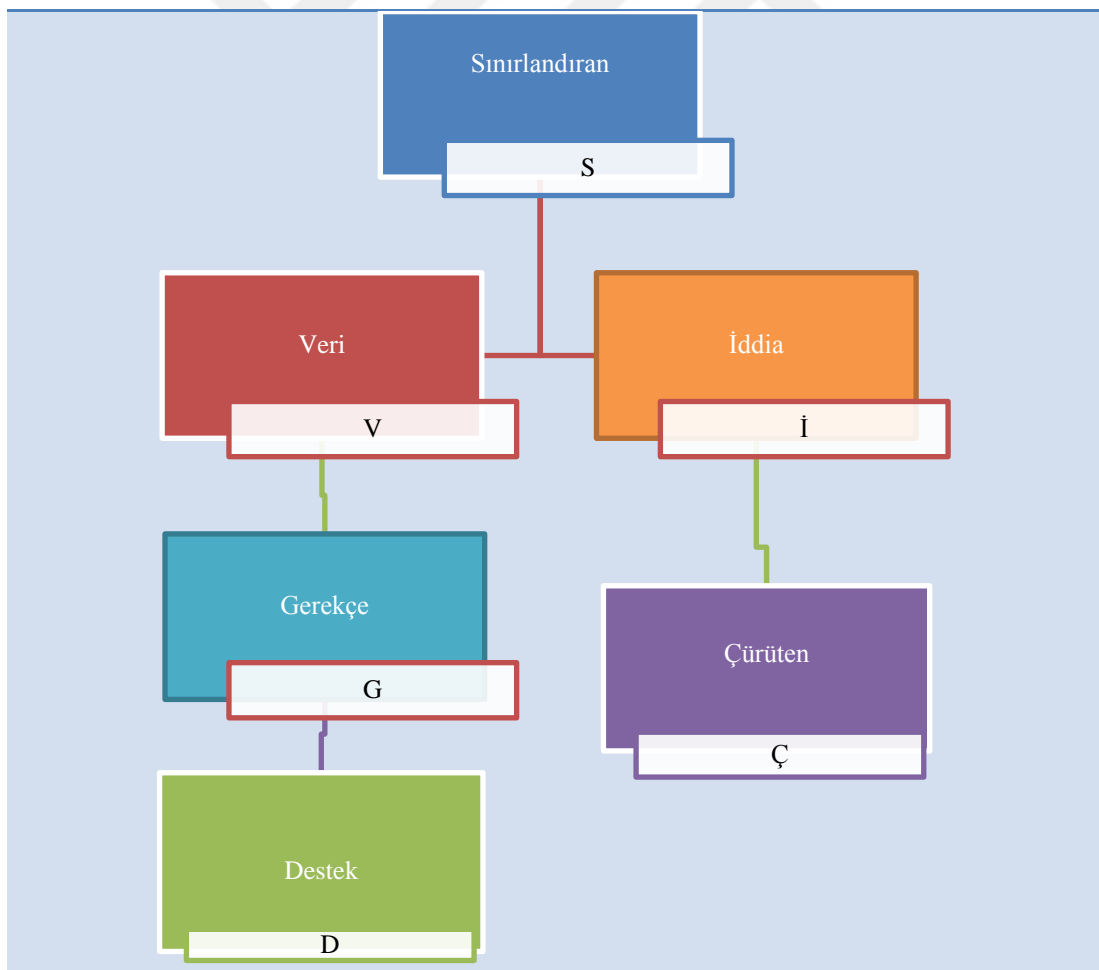 Sınırlandıran
S
Veri
İddia
V
İ
Gerekçe
Çürüten
G
Ç
Destek
D